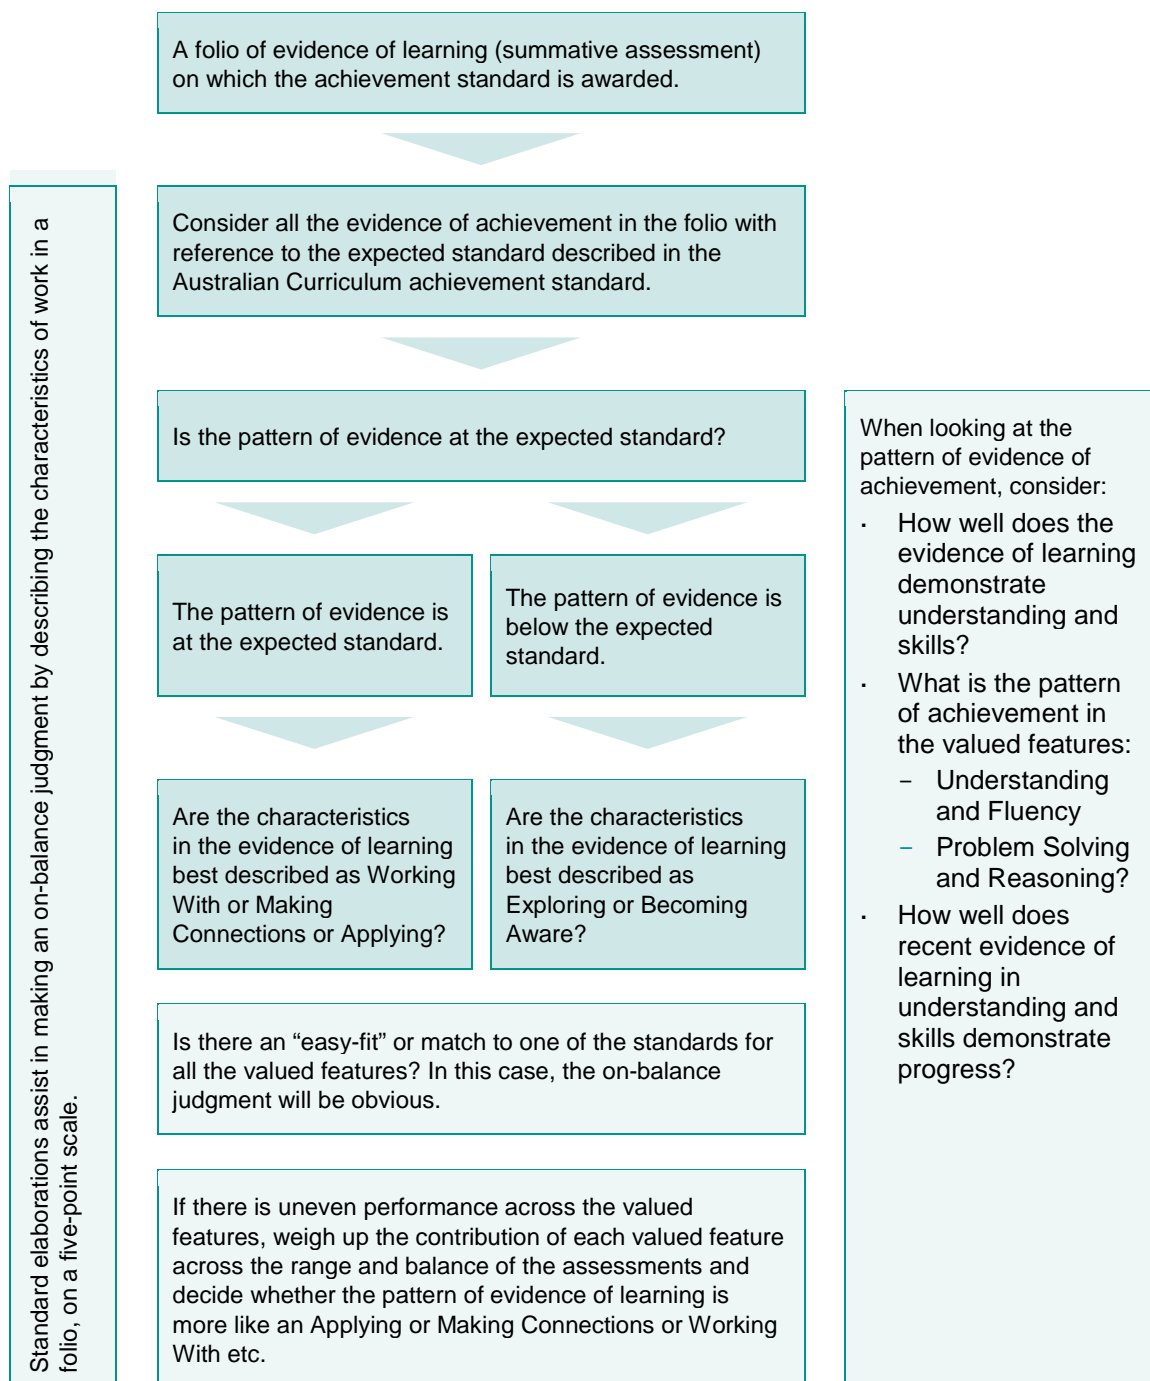 A folio of evidence of learning (summative assessment)
on which the achievement standard is awarded.
Standard elaborations assist in making an on-balance judgment by describing the characteristics of work in a
folio, on a five-point scale.
Consider all the evidence of achievement in the folio with
reference to the expected standard described in the
Australian Curriculum achievement standard.
Is the pattern of evidence at the expected standard?
The pattern of evidence is
at the expected standard.
The pattern of evidence is
below the expected
standard.
Are the characteristics
in the evidence of learning
best described as Working
With or Making
Connections or Applying?
Are the characteristics
in the evidence of learning
best described as
Exploring or Becoming
Aware?
Is there an “easy-fit” or match to one of the standards for
all the valued features? In this case, the on-balance
judgment will be obvious.
If there is uneven performance across the valued
features, weigh up the contribution of each valued feature
across the range and balance of the assessments and
decide whether the pattern of evidence of learning is
more like an Applying or Making Connections or Working
With etc.
When looking at the
pattern of evidence of
achievement, consider:
· How well does the
evidence of learning
demonstrate
understanding and
skills?
· What is the pattern
of achievement in
the valued features:
− Understanding
and Fluency
− Problem Solving
and Reasoning?
· How well does
recent evidence of
learning in
understanding and
skills demonstrate
progress?